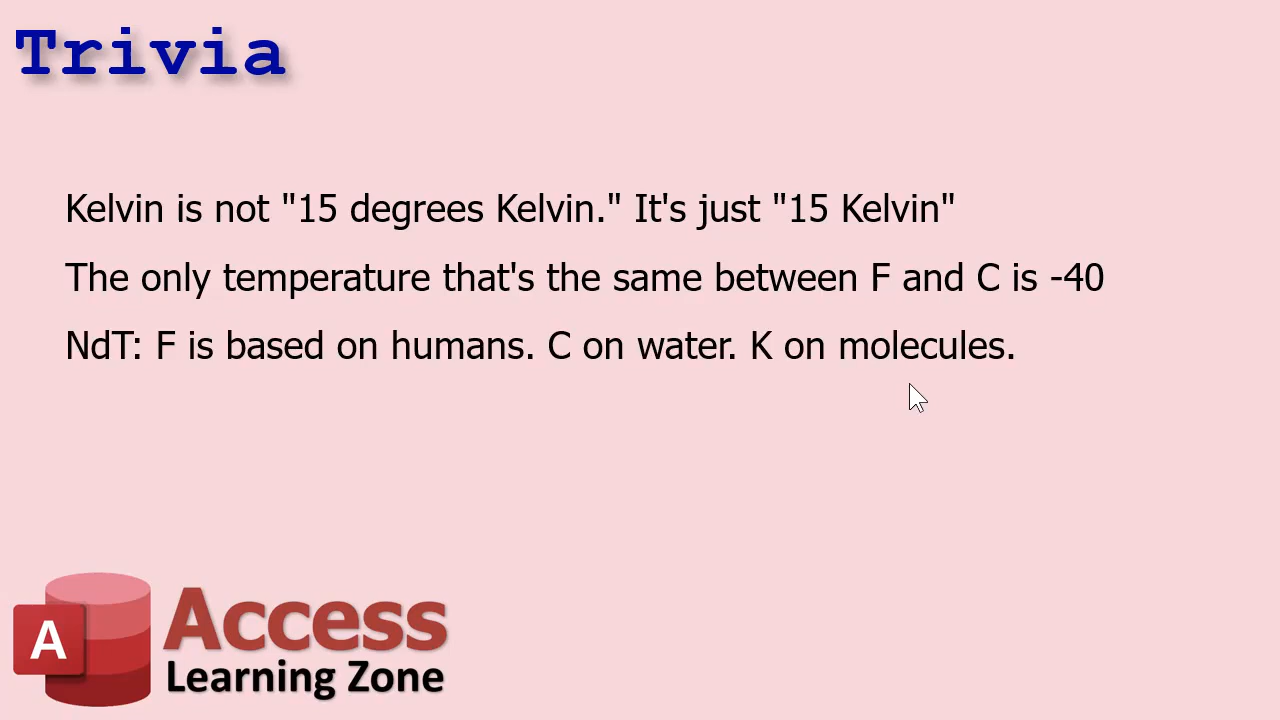 Trivia
Kelvin is not "15 degrees Kelvin." It's just "15 Kelvin"
The only temperature that's the same between F and C is -40
NdT: F is based on humans. C on water. K on molecules.
A
Access
Learning Zone